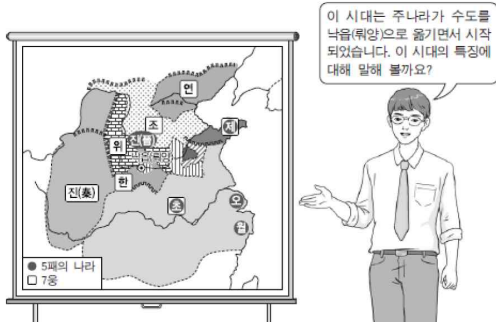 이 시대는 주나라가 수도를
낙읍(뤄양)으로 옮기면서 시작
되었습니다. 이 시대의 특징에
대해 말해 볼까요?
연
조
제
진(晉)
위
한
진(秦)
초
오
월
● 5패의 나라
□ 7웅